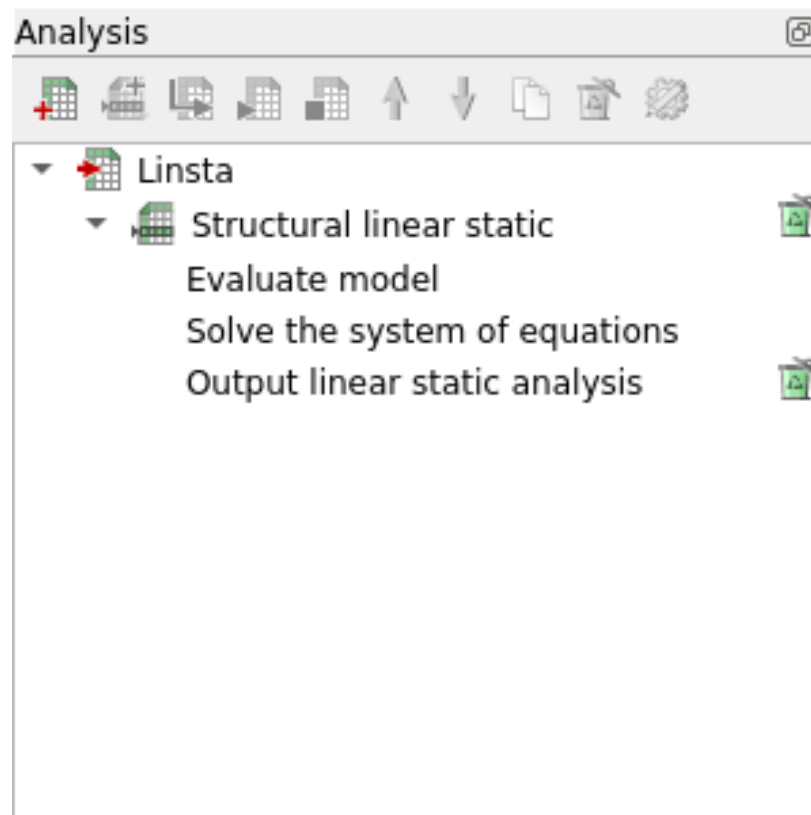 Analysis
Linsta
Structural linear static
Evaluate model
Solve the system of equations
Output linear static analysis